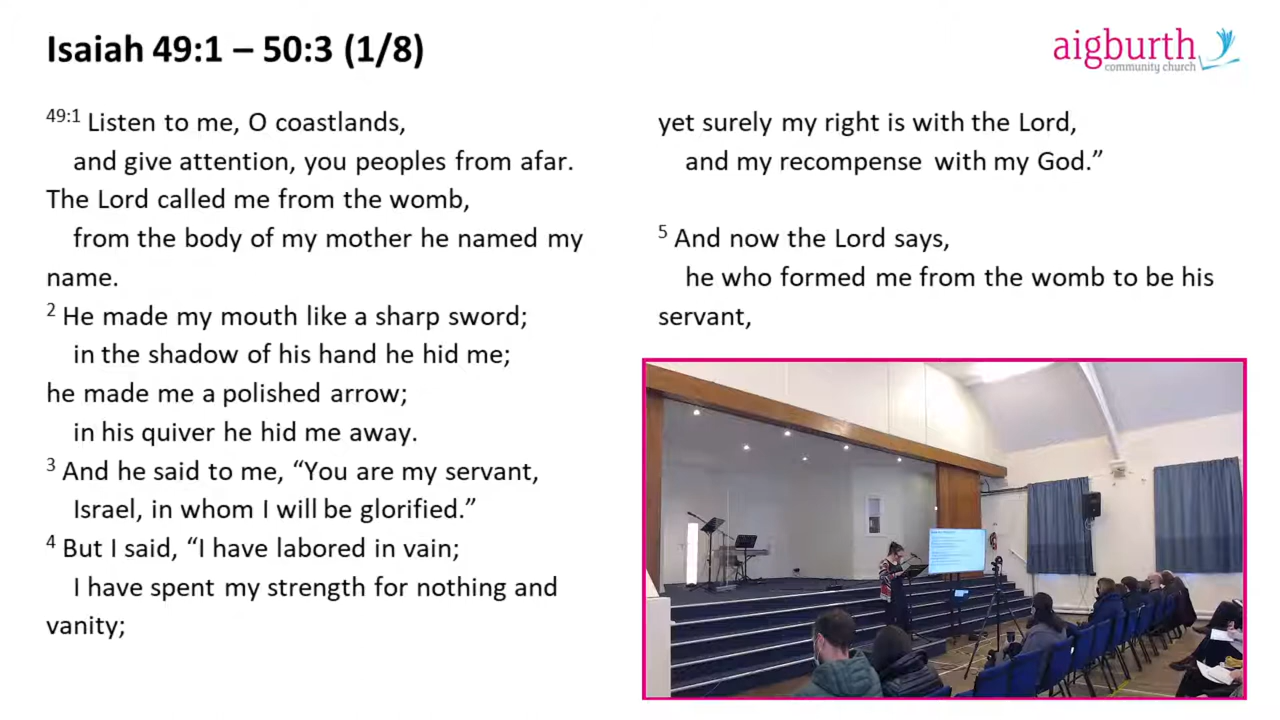 Isaiah 49:1 – 50:3 (1/8)
aigburth
community church
49:1 Listen to me, O coastlands,
and give attention, you peoples from afar.
The Lord called me from the womb,
from the body of my mother he named my
name.
2 He made my mouth like a sharp sword;
in the shadow of his hand he hid me;
he made me a polished arrow;
in his quiver he hid me away.
3 And he said to me, “You are my servant,
Israel, in whom I will be glorified.”
4 But I said, “I have labored in vain;
I have spent my strength for nothing and
vanity;
yet surely my right is with the Lord,
and my recompense with my God.”
5 And now the Lord says,
he who formed me from the womb to be his
servant,